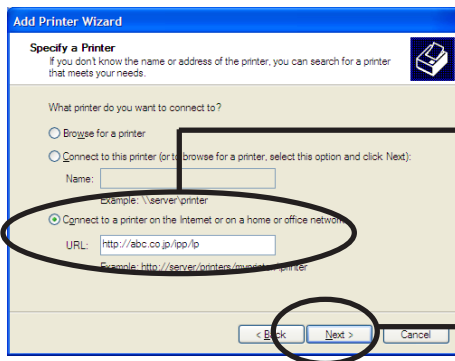 Add Printer Wizard
Specify a Printer
If you don't know the name or address of the printer, you can search for a printer
that meets your needs.
What printer do you want to connect to?
Browse for a printer
Connect to this printer (or to browse for a printer, select this option and click Next):
Name:
Example: \\server\printer
Connect to a printer on the Internet or on a home or office network:
URL: http://abc.co.jp/ipp/lp
Example: http://server/printers/myprinter/.printer
< Back Next > Cancel